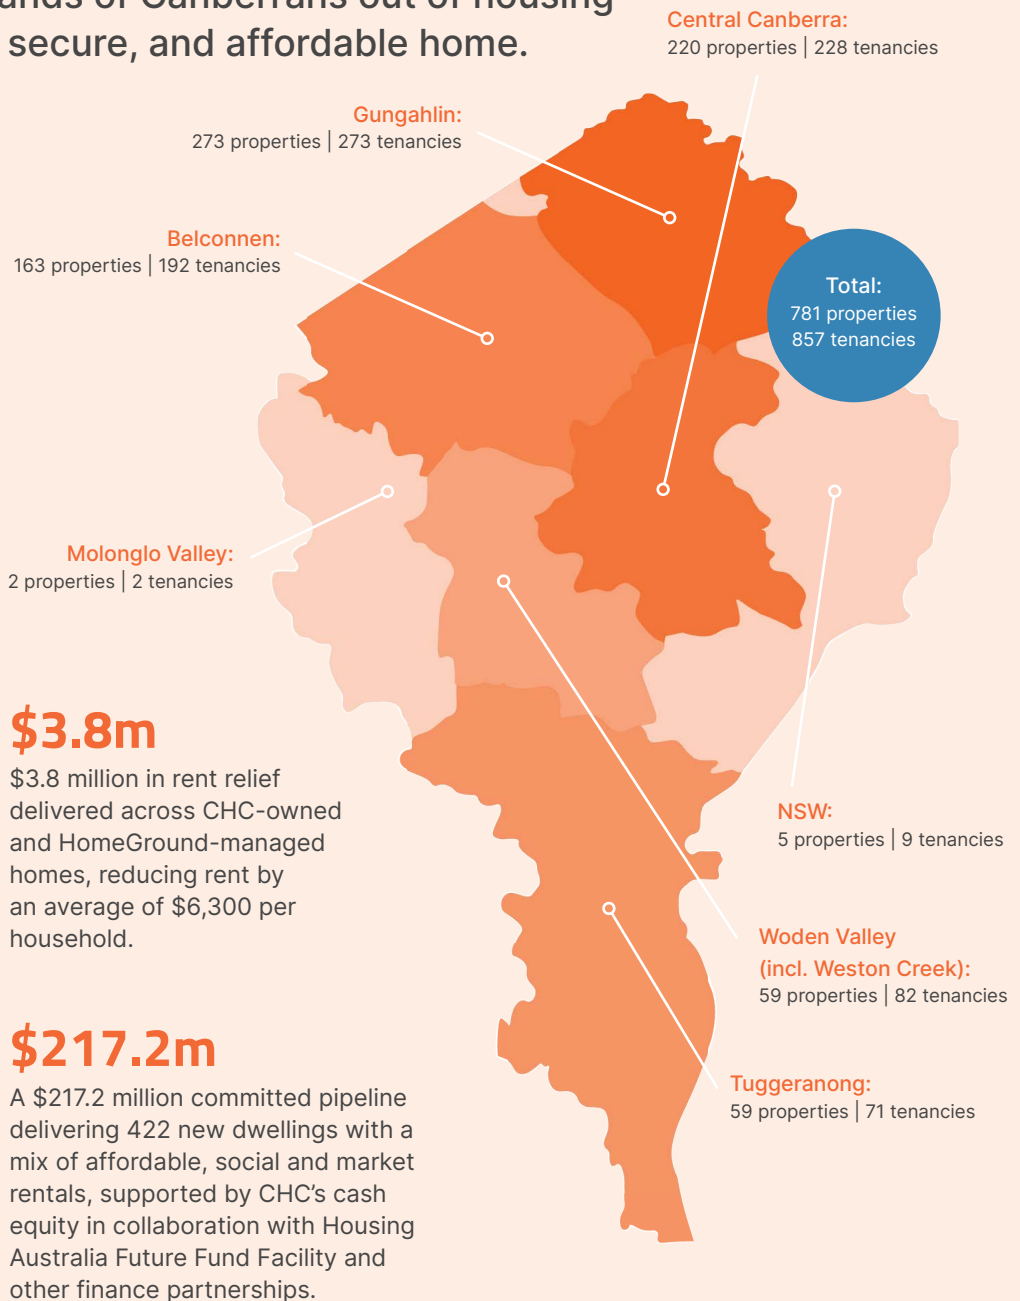 of housing
secure, and affordable home.
Central Canberra:
220 properties | 228 tenancies
Gungahlin:
273 properties | 273 tenancies
Belconnen:
163 properties | 192 tenancies
Total:
781 properties
857 tenancies
Molonglo Valley:
2 properties | 2 tenancies
$3.8m
$3.8 million in rent relief
delivered across CHC-owned
and HomeGround-managed
homes, reducing rent by
an average of $6,300 per
household.
NSW:
5 properties | 9 tenancies
Woden Valley
(incl. Weston Creek):
59 properties | 82 tenancies
$217.2m
A $217.2 million committed pipeline
delivering 422 new dwellings with a
mix of affordable, social and market
rentals, supported by CHC's cash
equity in collaboration with Housing
Australia Future Fund Facility and
other finance partnerships.
Tuggeranong:
59 properties | 71 tenancies